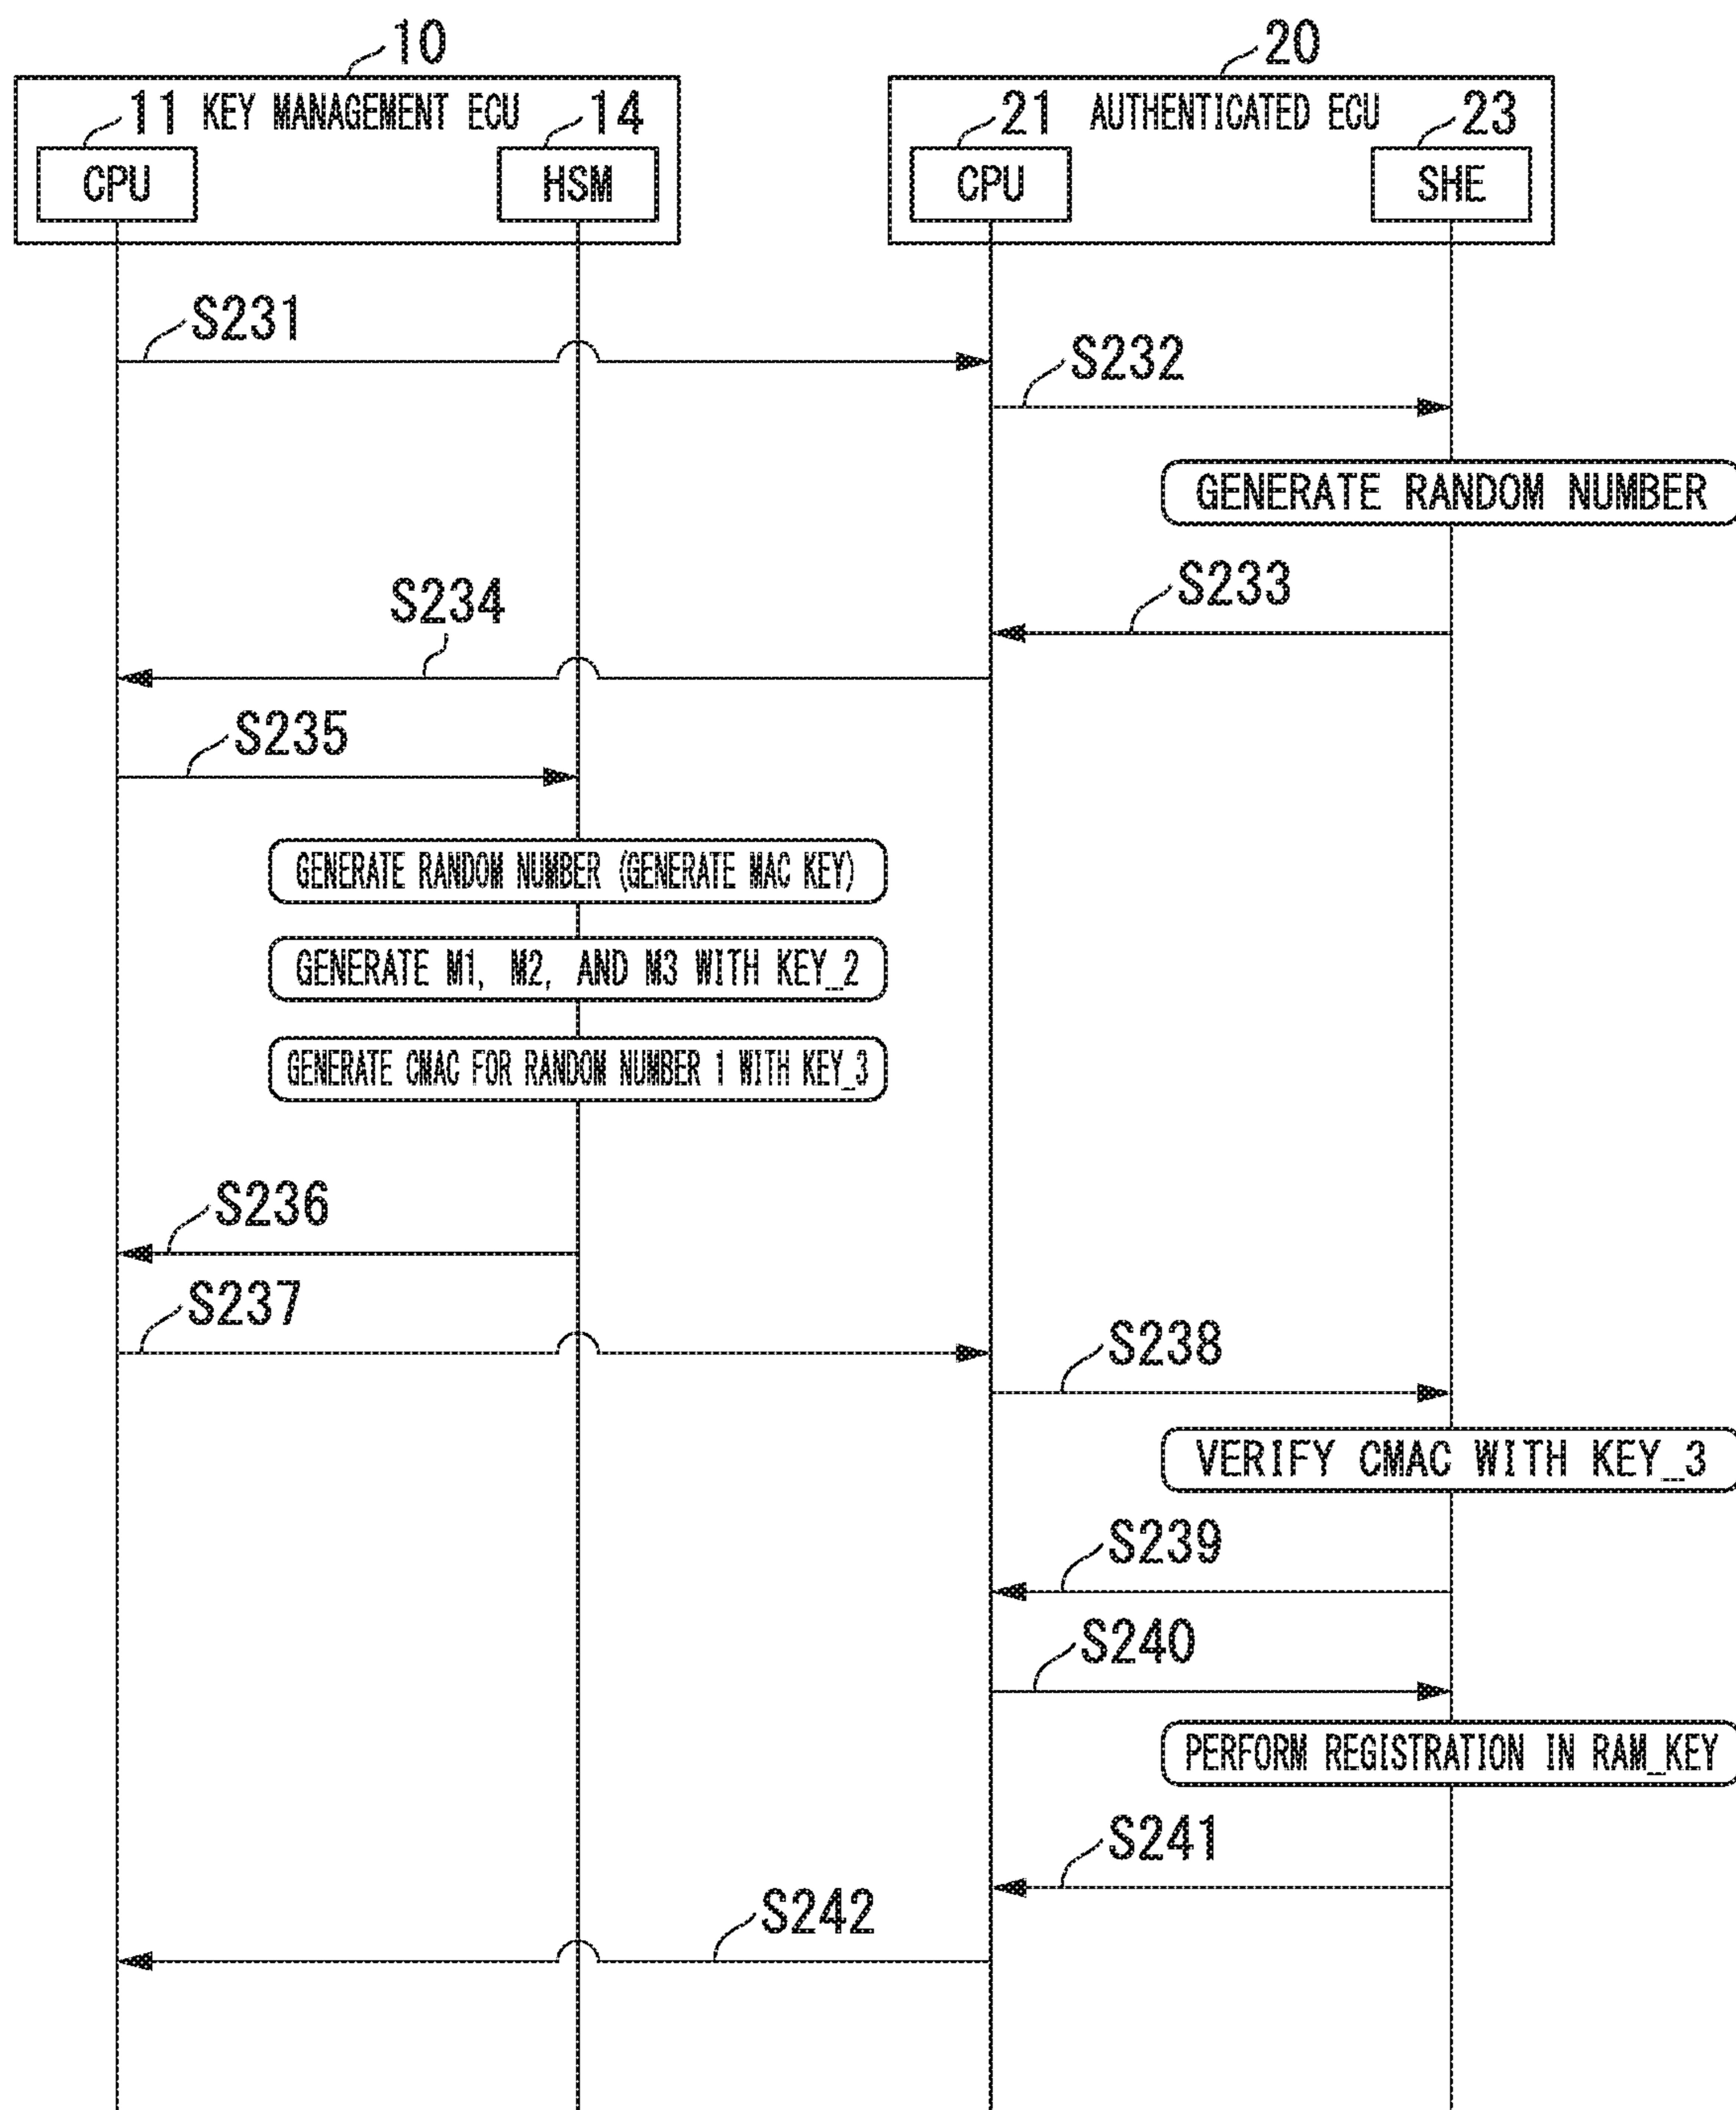 10
20
11 KEY MANAGEMENT ECU 14
21 AUTHENTICATED ECU 23
CPU
HSM
CPU
SHE
S231
S232
GENERATE RANDOM NUMBER
S233
S234
S235
GENERATE RANDOM NUMBER (GENERATE MAC KEY)
GENERATE M1, M2, AND M3 WITH KEY_2
GENERATE CMAC FOR RANDOM NUMBER 1 WITH KEY_3
S236
S237
S238
VERIFY CMAC WITH KEY_3
S239
S240
PERFORM REGISTRATION IN RAM_KEY
S241
S242